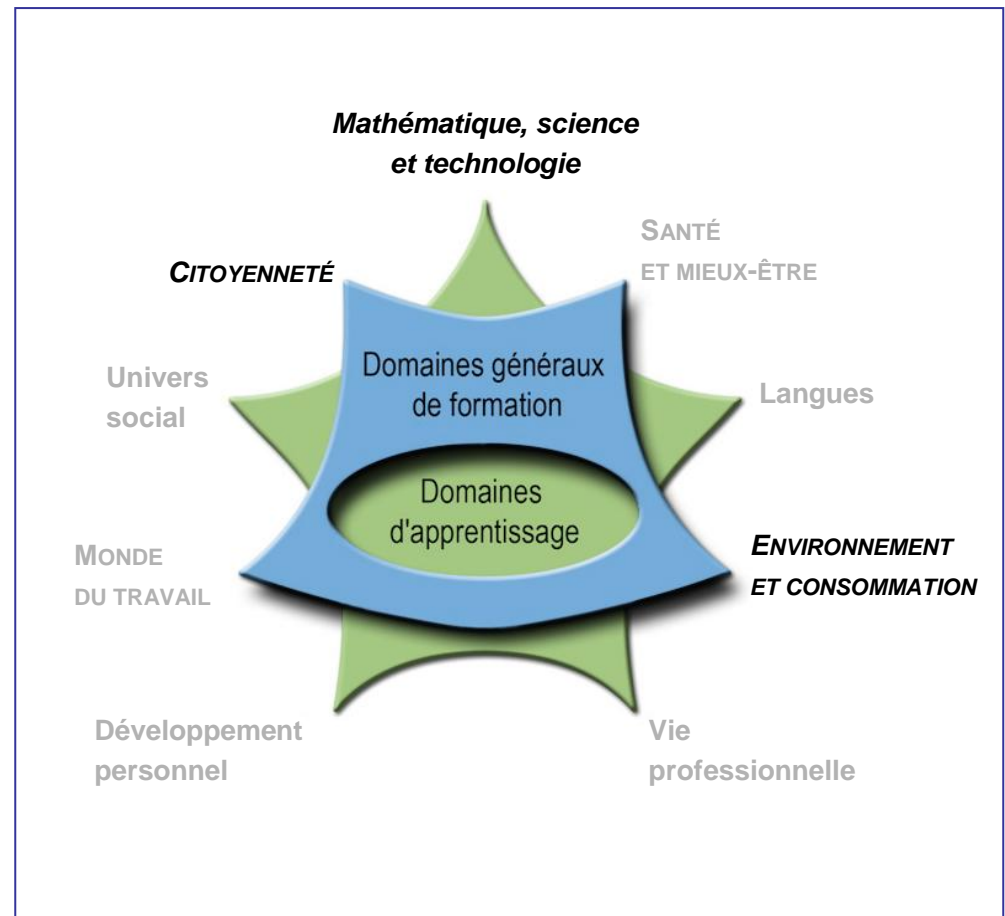 Mathématique, science
et technologie
SANTÉ
ET MIEUX-ÊTRE
CITOYENNETÉ
Domaines généraux
de formation
Univers
social
Langues
Domaines
d'apprentissage
MONDE
DU TRAVAIL
ENVIRONNEMENT
ET CONSOMMATION
Développement
personnel
Vie
professionnelle